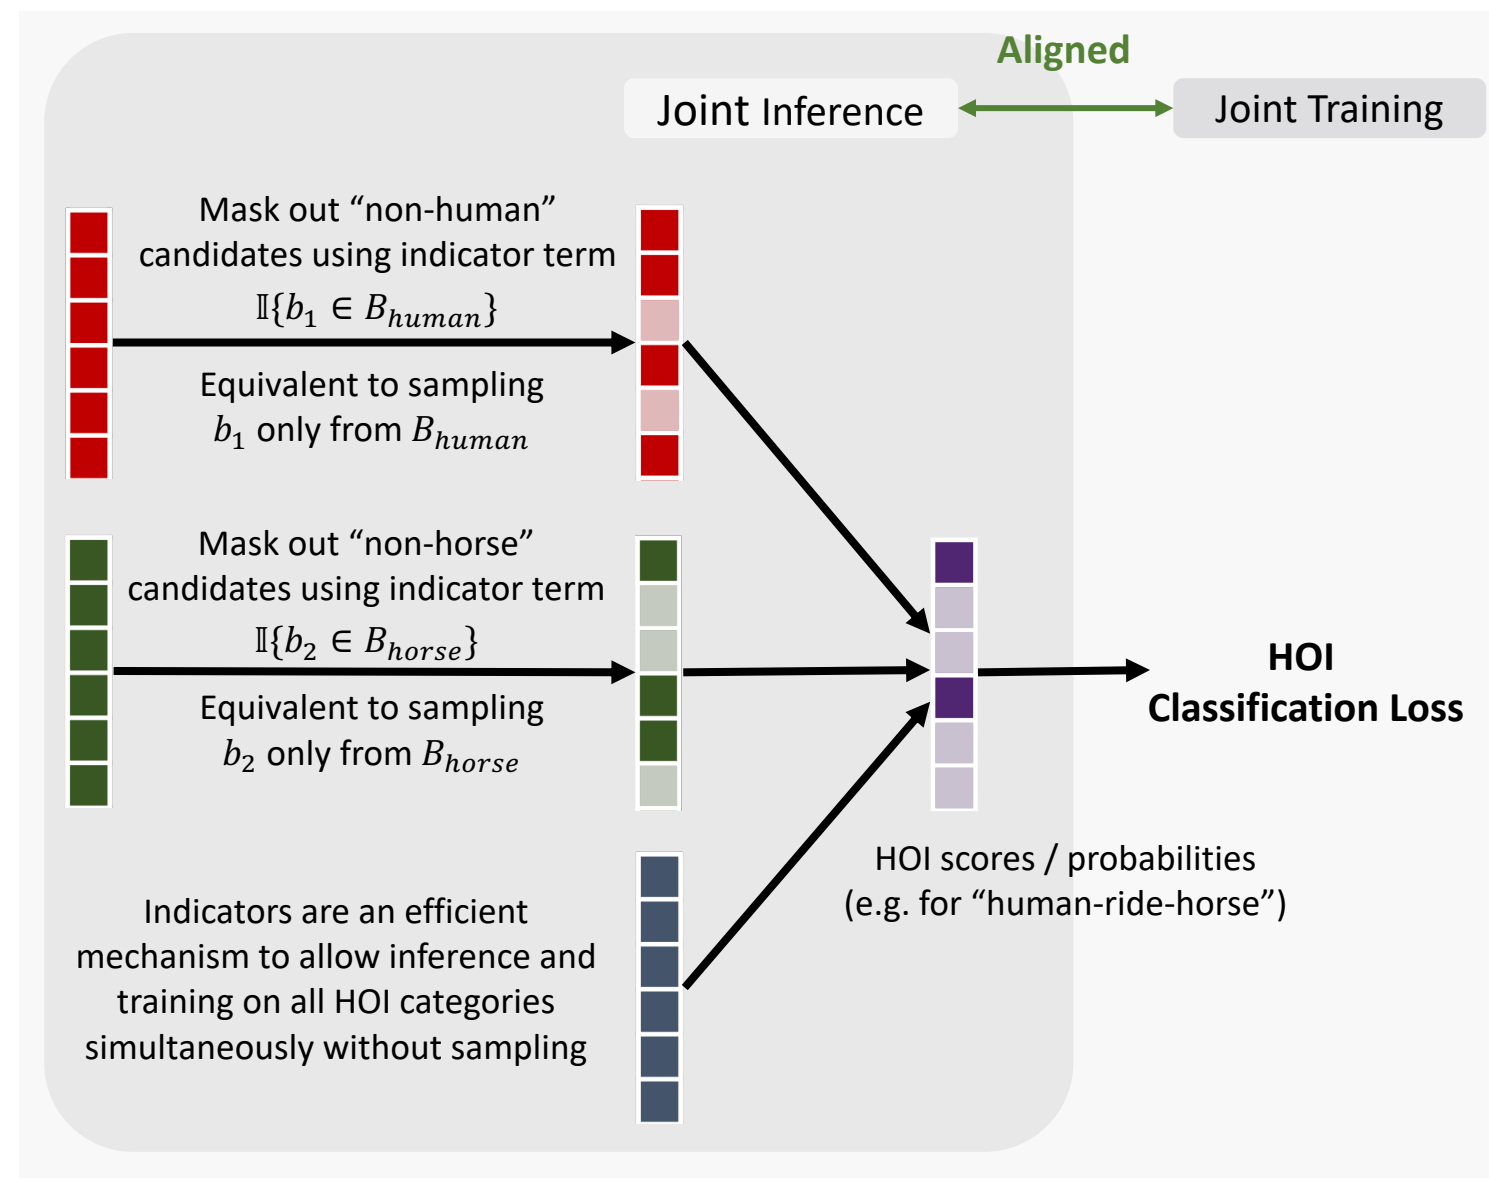 Aligned
Joint Inference
Joint Training
Mask out “non-human”
candidates using indicator term
𝕀{b₁ ∈ B_human}
Equivalent to sampling
b₁ only from B_human
Mask out “non-horse”
candidates using indicator term
𝕀{b₂ ∈ B_horse}
Equivalent to sampling
b₂ only from B_horse
HOI
Classification Loss
HOI scores / probabilities
(e.g. for “human-ride-horse”)
Indicators are an efficient
mechanism to allow inference and
training on all HOI categories
simultaneously without sampling